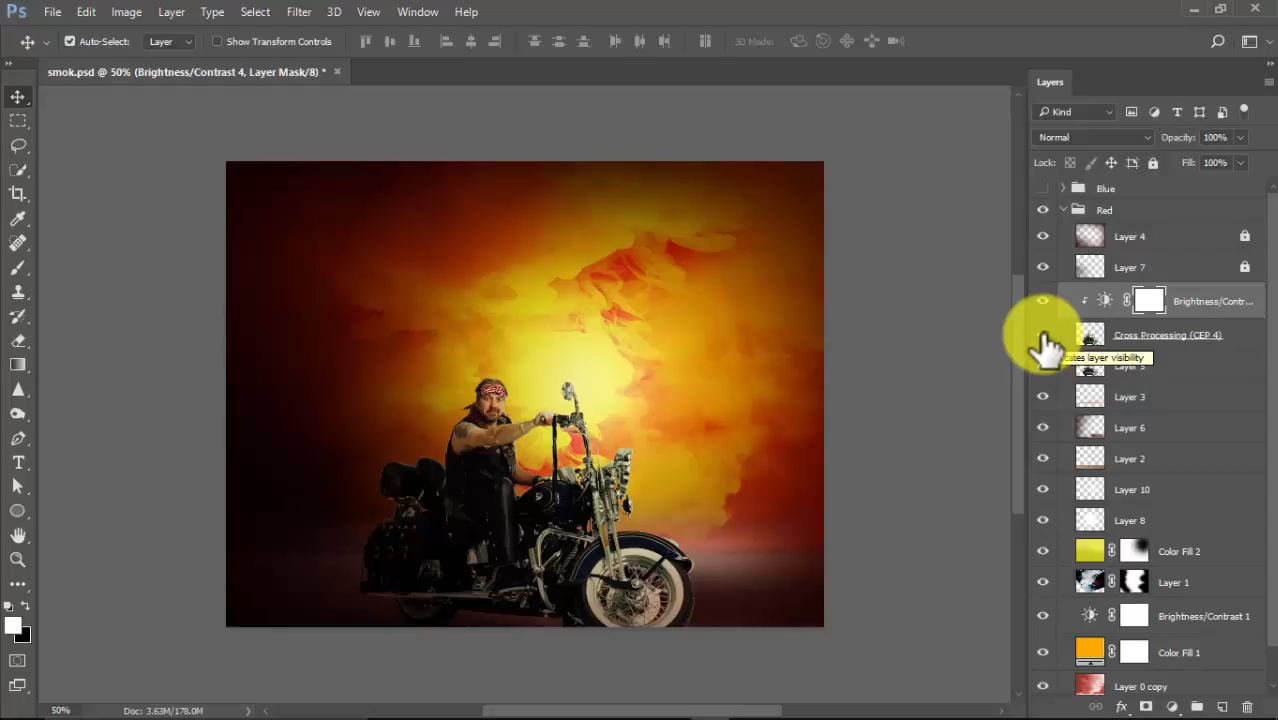 Ps File Edit Image Layer Type Select Filter 3D View Window Help
Auto-Select: Layer Show Transform Controls 3D Mode:
smok.psd @ 50% (Brightness/Contrast 4, Layer Mask/8) * ×
Layers
Kind
Normal Opacity: 100%
Lock: Fill: 100%
Blue
Red
Layer 4
Layer 7
Brightness/Contr...
Cross Processing (CEP 4)
cates layer visibility
Layer 3
Layer 6
Layer 2
Layer 10
Layer 8
Color Fill 2
Layer 1
Brightness/Contrast 1
Color Fill 1
Layer 0 copy
50% Doc: 3.63M/178.0M